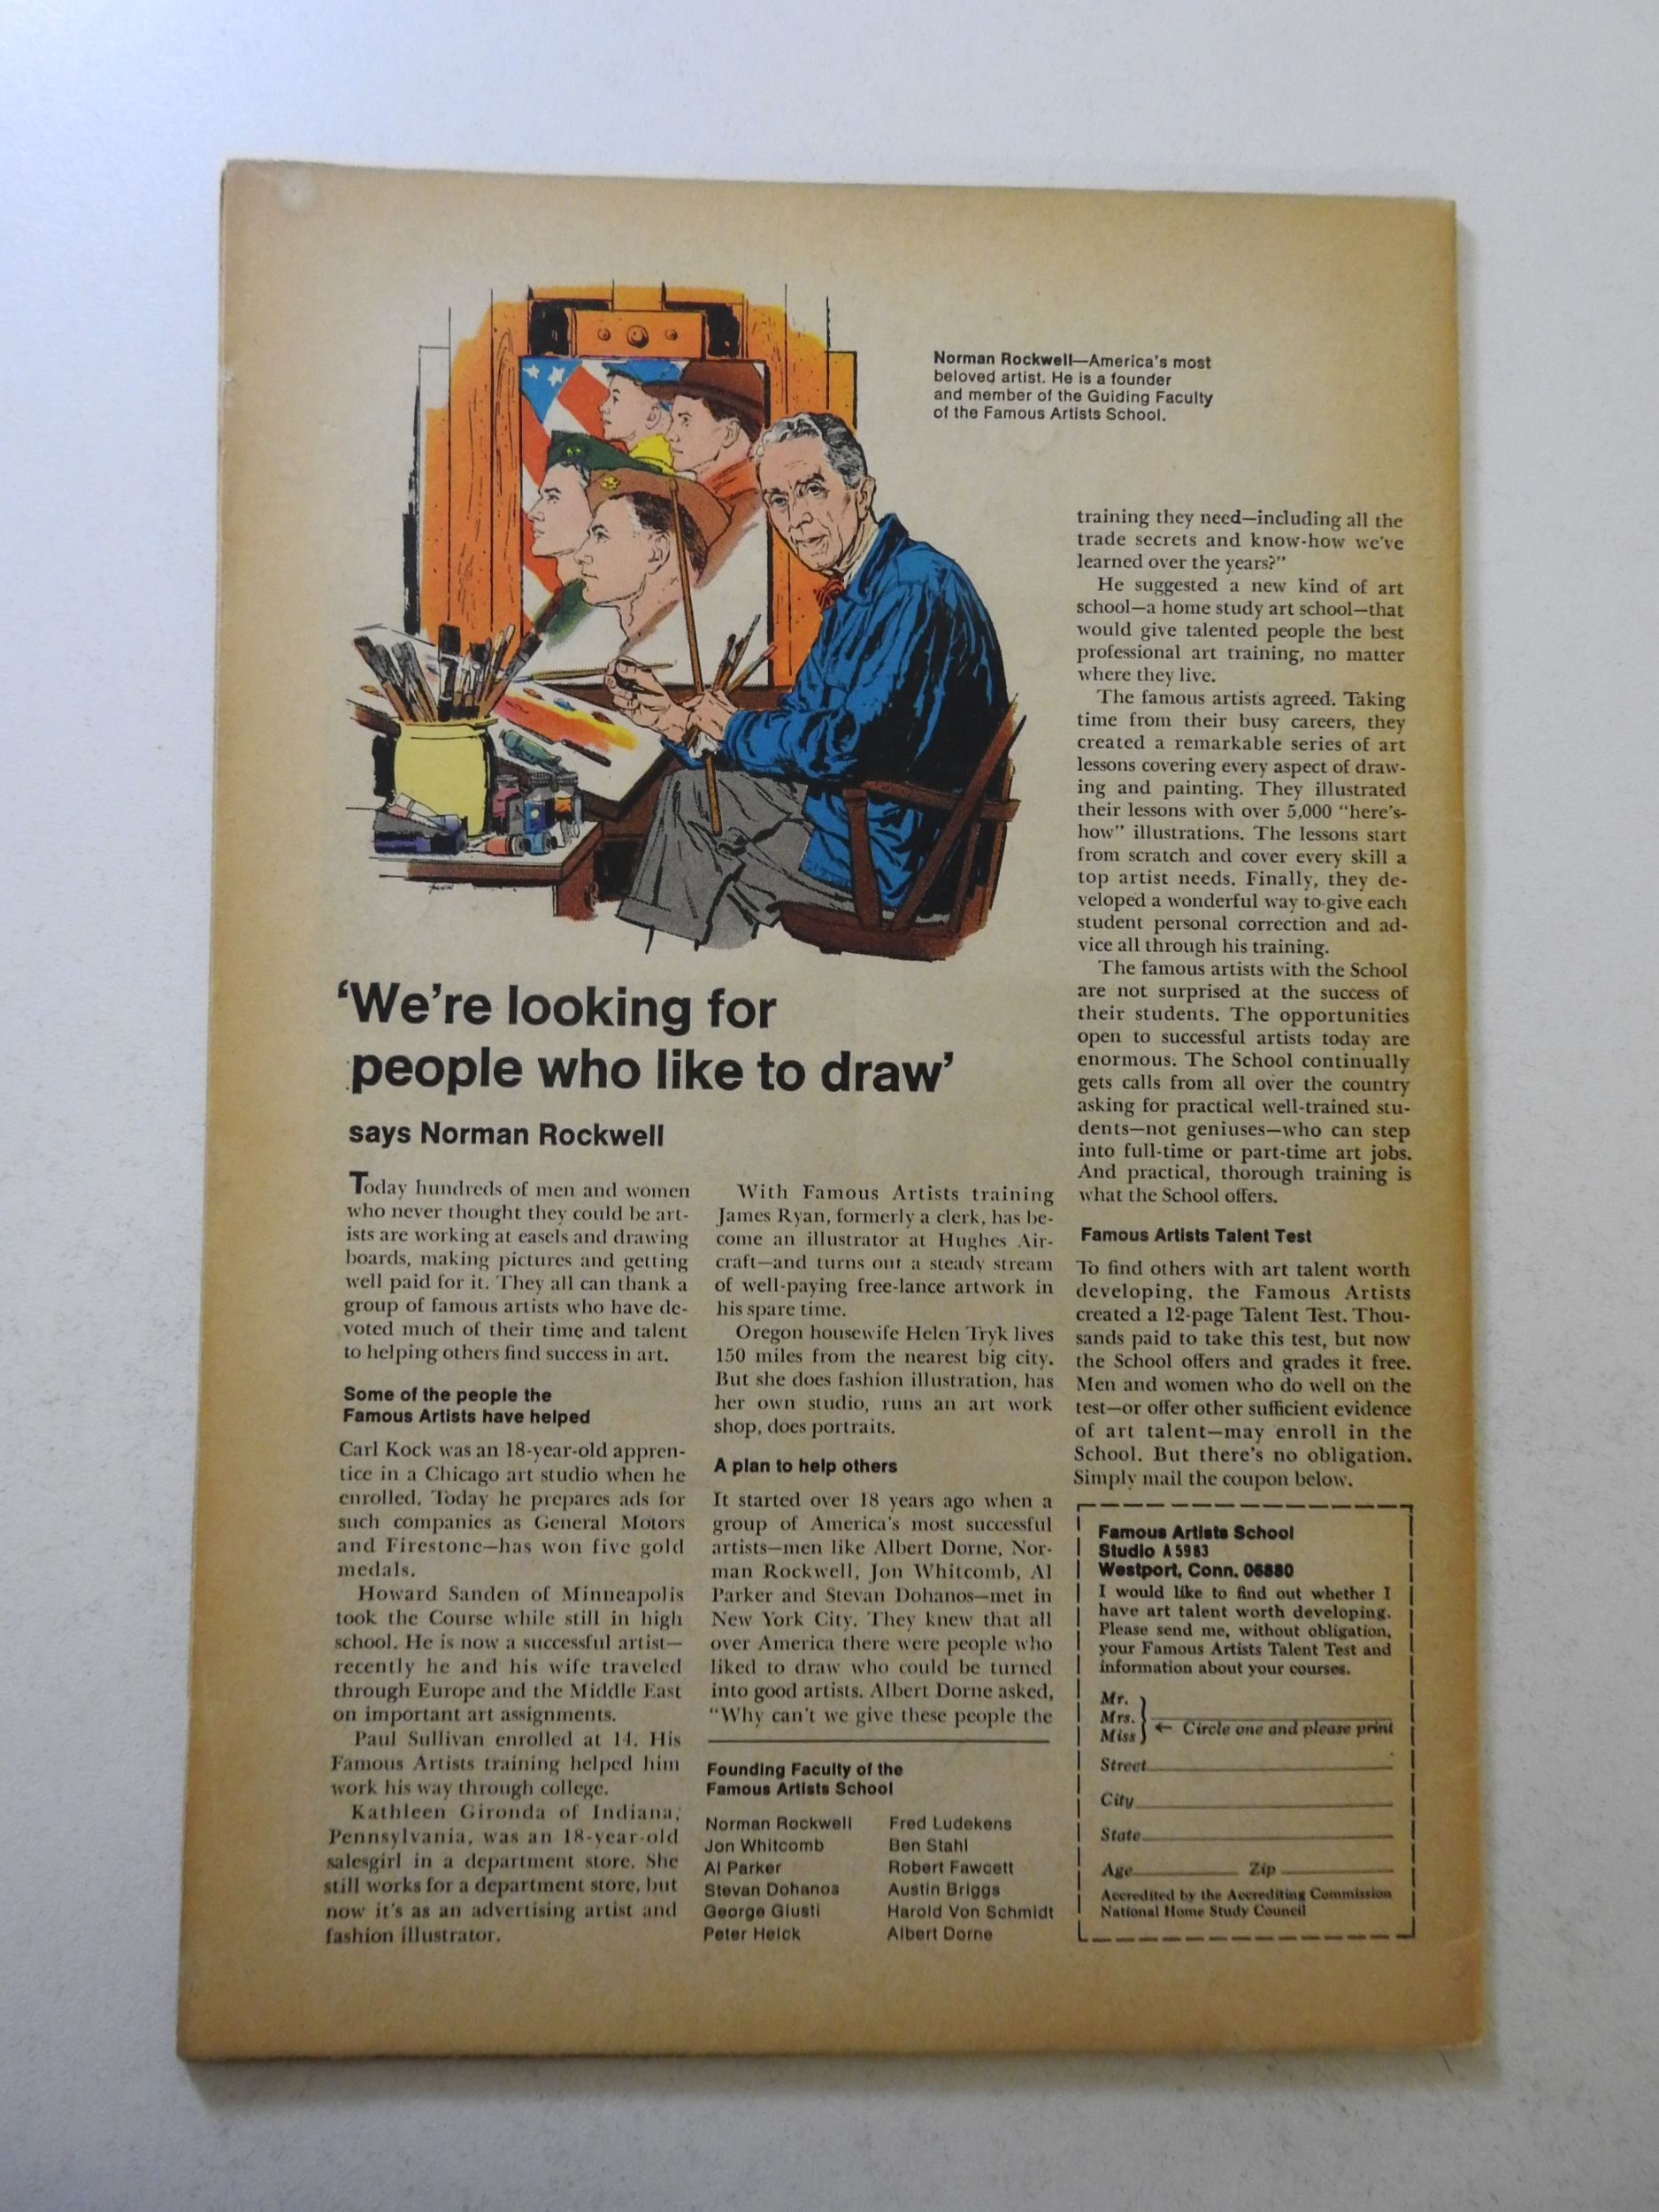 Norman Rockwell—America's most
beloved artist. He is a founder
and member of the Guiding Faculty
of the Famous Artists School.
'We're looking for
people who like to draw'
says Norman Rockwell
Today hundreds of men and women
who never thought they could be art-
ists are working at easels and drawing
boards, making pictures and getting
well paid for it. They all can thank a
group of famous artists who have de-
voted much of their time and talent
to helping others find success in art.
Some of the people the
Famous Artists have helped
Carl Kock was an 18-year-old appren-
tice in a Chicago art studio when he
enrolled. Today he prepares ads for
such companies as General Motors
and Firestone—has won five gold
medals.
Howard Sanden of Minneapolis
took the Course while still in high
school. He is now a successful artist—
recently he and his wife traveled
through Europe and the Middle East
on important art assignments.
Paul Sullivan enrolled at 14. His
Famous Artists training helped him
work his way through college.
Kathleen Gironda of Indiana,
Pennsylvania, was an 18-year-old
salesgirl in a department store. She
still works for a department store, but
now it's as an advertising artist and
fashion illustrator.
With Famous Artists training
James Ryan, formerly a clerk, has be-
come an illustrator at Hughes Air-
craft—and turns out a steady stream
of well-paying free-lance artwork in
his spare time.
Oregon housewife Helen Tryk lives
150 miles from the nearest big city.
But she does fashion illustration, has
her own studio, runs an art work
shop, does portraits.
A plan to help others
It started over 18 years ago when a
group of America's most successful
artists—men like Albert Dorne, Nor-
man Rockwell, Jon Whitcomb, Al
Parker and Stevan Dohanos—met in
New York City. They knew that all
over America there were people who
liked to draw who could be turned
into good artists. Albert Dorne asked,
"Why can't we give these people the
training they need—including all the
trade secrets and know-how we've
learned over the years?"
He suggested a new kind of art
school—a home study art school—that
would give talented people the best
professional art training, no matter
where they live.
The famous artists agreed. Taking
time from their busy careers, they
created a remarkable series of art
lessons covering every aspect of draw-
ing and painting. They illustrated
their lessons with over 5,000 "here's-
how" illustrations. The lessons start
from scratch and cover every skill a
top artist needs. Finally, they de-
veloped a wonderful way to give each
student personal correction and ad-
vice all through his training.
The famous artists with the School
are not surprised at the success of
their students. The opportunities
open to successful artists today are
enormous. The School continually
gets calls from all over the country
asking for practical well-trained stu-
dents—not geniuses—who can step
into full-time or part-time art jobs.
And practical, thorough training is
what the School offers.
Famous Artists Talent Test
To find others with art talent worth
developing, the Famous Artists
created a 12-page Talent Test. Thou-
sands paid to take this test, but now
the School offers and grades it free.
Men and women who do well on the
test—or offer other sufficient evidence
of art talent—may enroll in the
School. But there's no obligation.
Simply mail the coupon below.
Founding Faculty of the
Famous Artists School
Norman Rockwell
Jon Whitcomb
Al Parker
Stevan Dohanos
George Giusti
Peter Helck
Fred Ludekens
Ben Stahl
Robert Fawcett
Austin Briggs
Harold Von Schmidt
Albert Dorne
Famous Artists School
Studio A5983
Westport, Conn. 06880
I would like to find out whether I
have art talent worth developing.
Please send me, without obligation,
your Famous Artists Talent Test and
information about your courses.
Mr.
Mrs.
Miss
← Circle one and please print
Street
City
State
Age Zip
Accredited by the Accrediting Commission
National Home Study Council